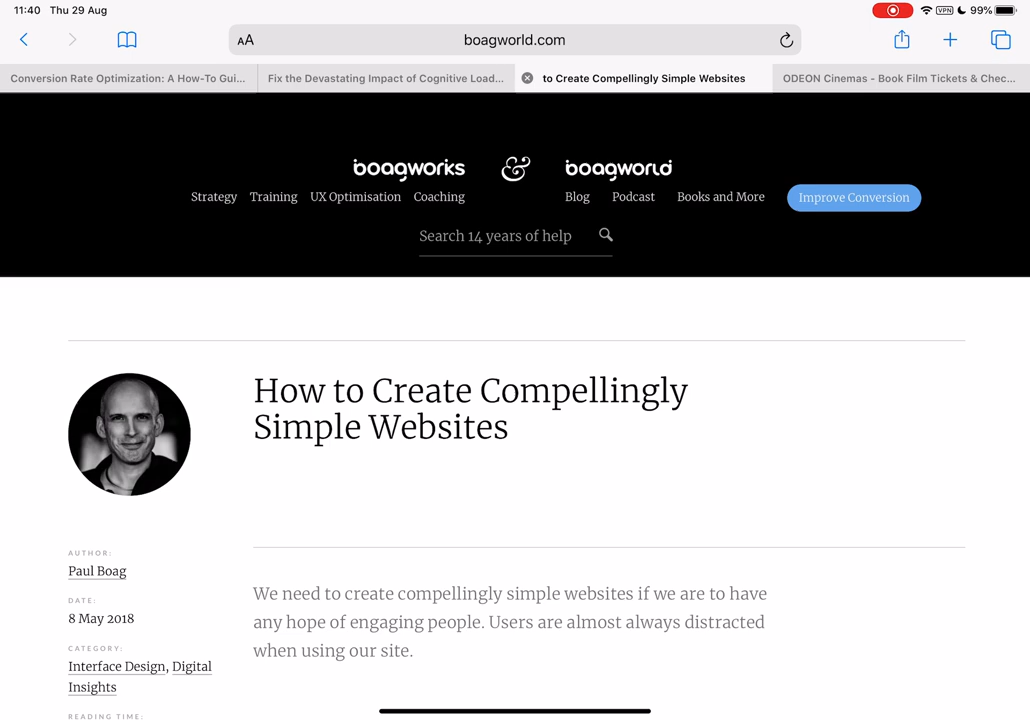 11:40 Thu 29 Aug
VPN 99%
AA boagworld.com
Conversion Rate Optimization: A How-To Gui...
Fix the Devastating Impact of Cognitive Load...
to Create Compellingly Simple Websites
ODEON Cinemas - Book Film Tickets & Chec...
boagworks & boagworld
Strategy Training UX Optimisation Coaching
Blog Podcast Books and More
Improve Conversion
Search 14 years of help
How to Create Compellingly
Simple Websites
AUTHOR:
Paul Boag
DATE:
8 May 2018
CATEGORY:
Interface Design, Digital
Insights
READING TIME:
We need to create compellingly simple websites if we are to have
any hope of engaging people. Users are almost always distracted
when using our site.